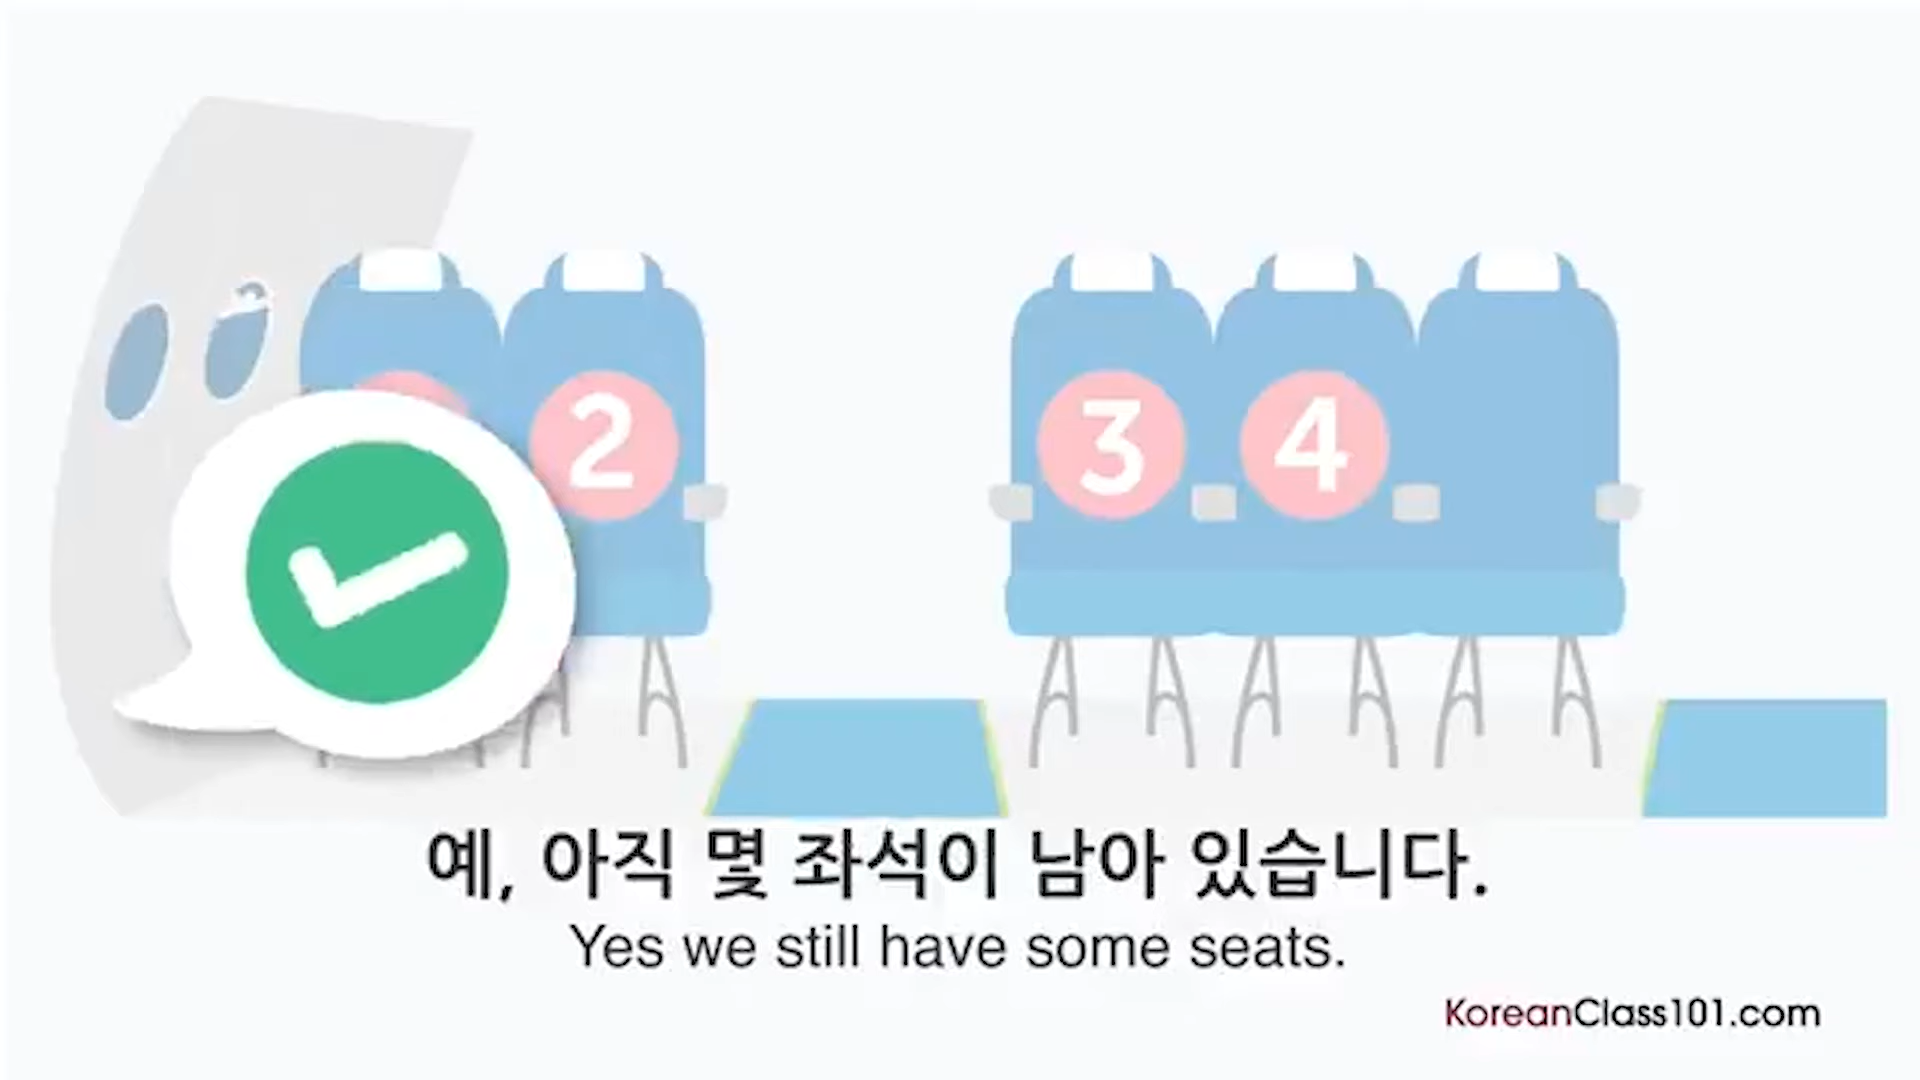 2
3
4
예, 아직 몇 좌석이 남아 있습니다.
Yes we still have some seats.
KoreanClass101.com